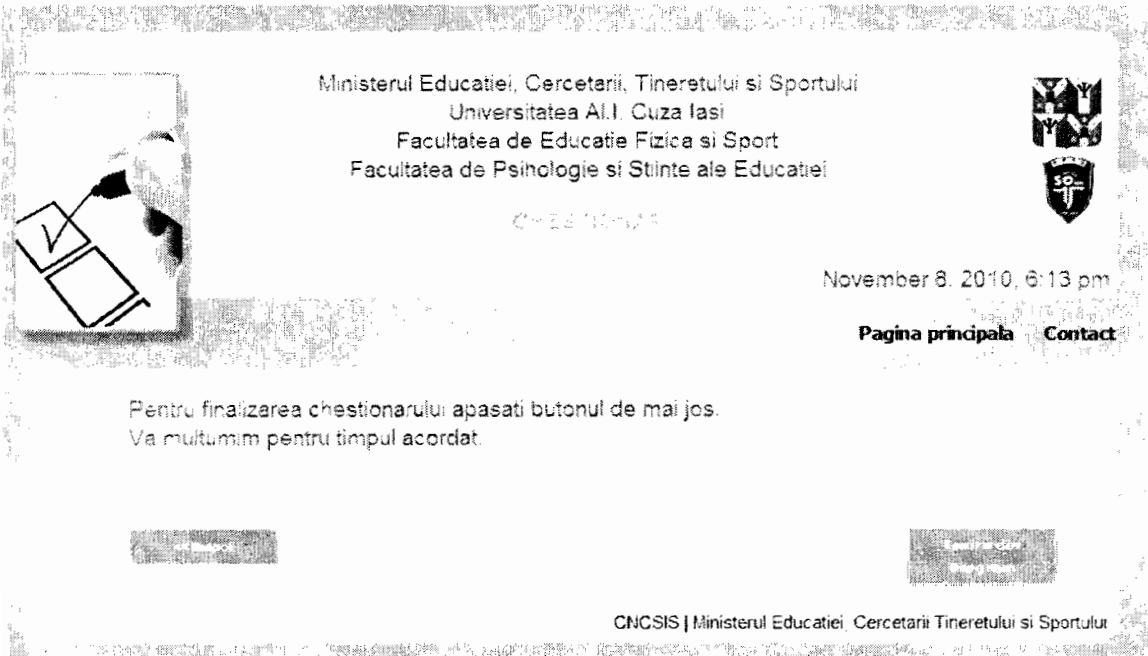 Ministerul Educatiei, Cercetarii, Tineretului si Sportului
Universitatea Al.I. Cuza Iasi
Facultatea de Educatie Fizica si Sport
Facultatea de Psihologie si Stiinte ale Educatiei
November 8, 2010, 6:13 pm
Pagina principala Contact
Pentru finalizarea chestionarului apasati butonul de mai jos.
Va multumim pentru timpul acordat.
CNCSIS | Ministerul Educatiei, Cercetarii Tineretului si Sportului